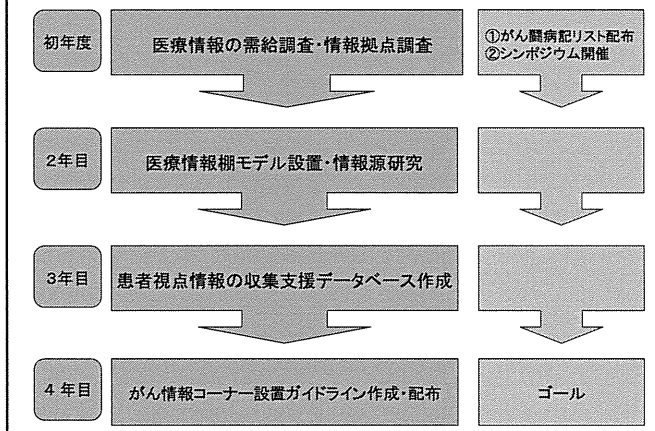 初年度
医療情報の需給調査・情報拠点調査
①がん闘病記リスト配布
②シンポジウム開催
2年目
医療情報棚モデル設置・情報源研究
3年目
患者視点情報の収集支援データベース作成
4年目
がん情報コーナー設置ガイドライン作成・配布
ゴール